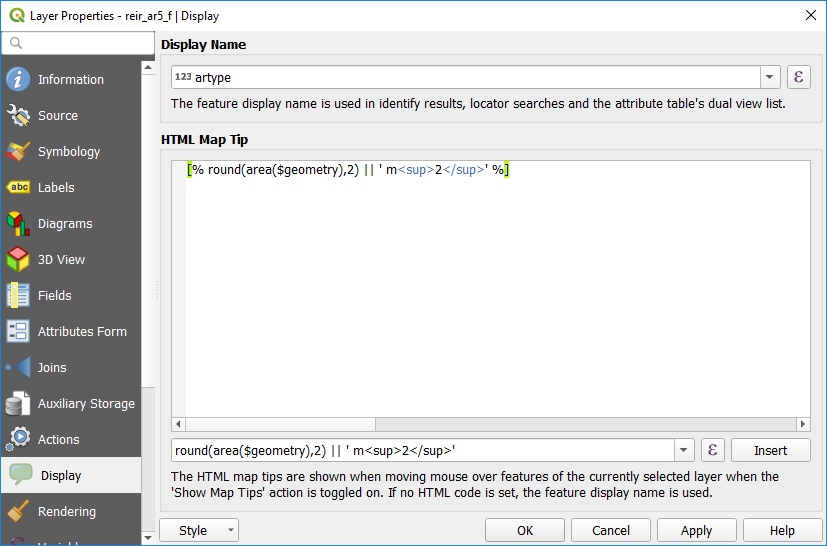 Layer Properties - reir_ar5_f | Display
Information
Source
Symbology
abc Labels
Diagrams
3D View
Fields
Attributes Form
Joins
Auxiliary Storage
Actions
Display
Rendering
Variables
Display Name
123 artype
ε
The feature display name is used in identify results, locator searches and the attribute table's dual view list.
HTML Map Tip
[% round(area($geometry),2) || ' m<sup>2</sup>' %]
round(area($geometry),2) || ' m<sup>2</sup>'
ε
Insert
The HTML map tips are shown when moving mouse over features of the currently selected layer when the
'Show Map Tips' action is toggled on. If no HTML code is set, the feature display name is used.
Style
OK
Cancel
Apply
Help